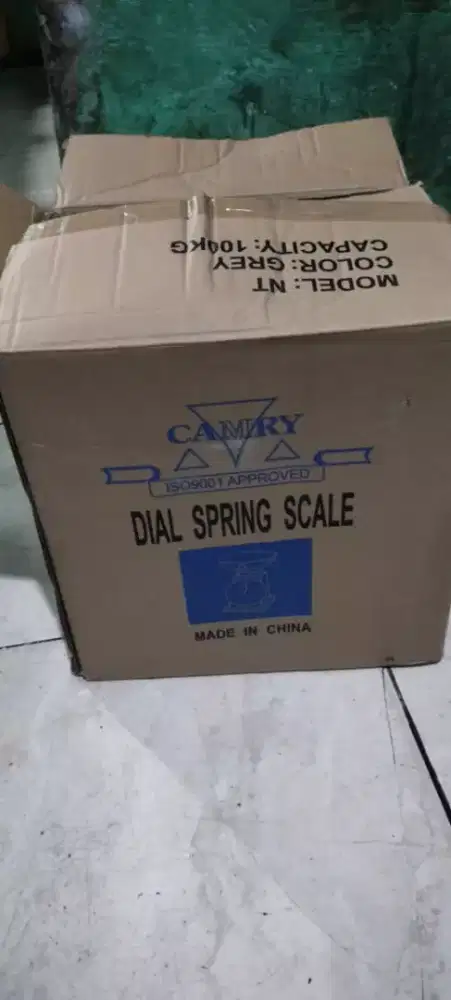 MODEL: NT
COLOR: GREY
CAPACITY: 100KG
CAMRY
ISO9001 APPROVED
DIAL SPRING SCALE
MADE IN CHINA